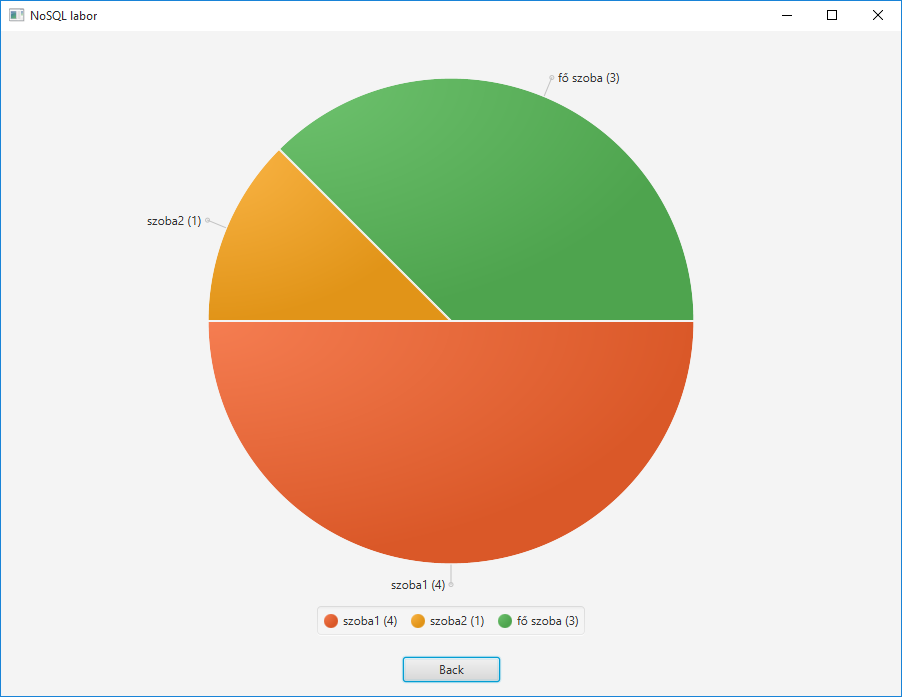 NoSQL labor
fő szoba (3)
szoba2 (1)
szoba1 (4)
szoba1 (4) szoba2 (1) fő szoba (3)
Back